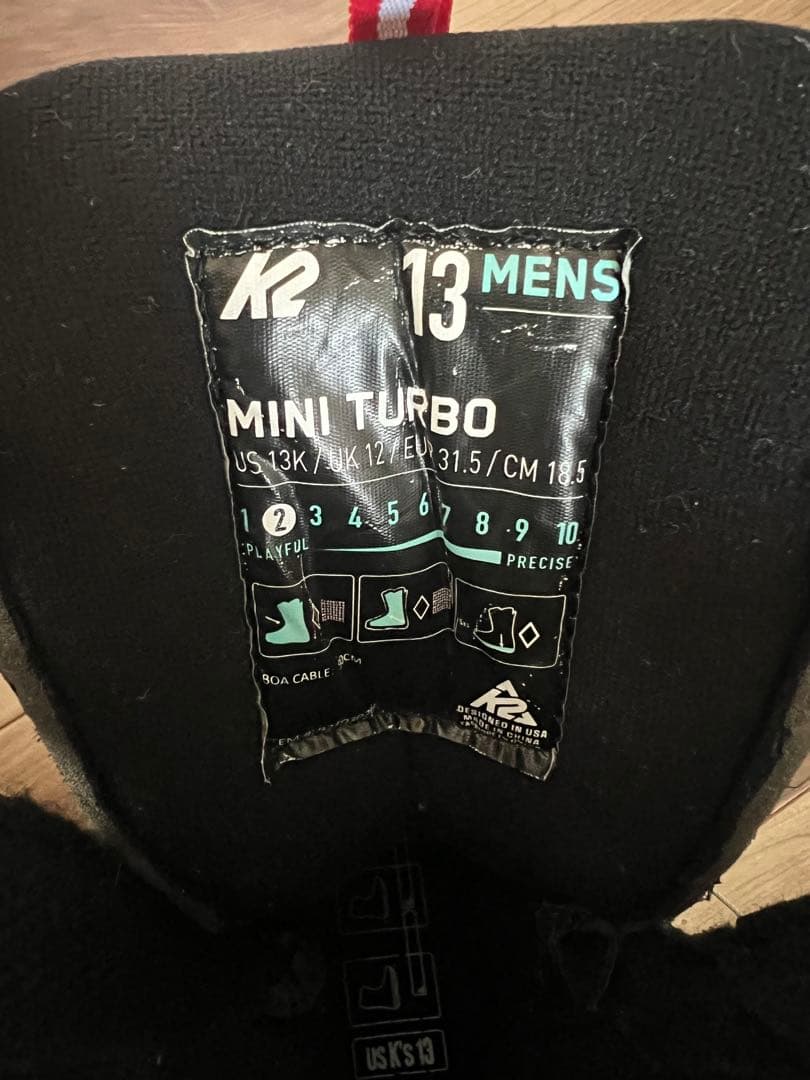 K2
13 MENS
MINI TURBO
US 13K / UK 12 / EU 31.5 / CM 18.5
1 2 3 4 5 6 7 8 9 10
PLAYFUL PRECISE
BOA CABLE:
K2
DESIGNED IN USA
MADE IN CHINA
US K's 13